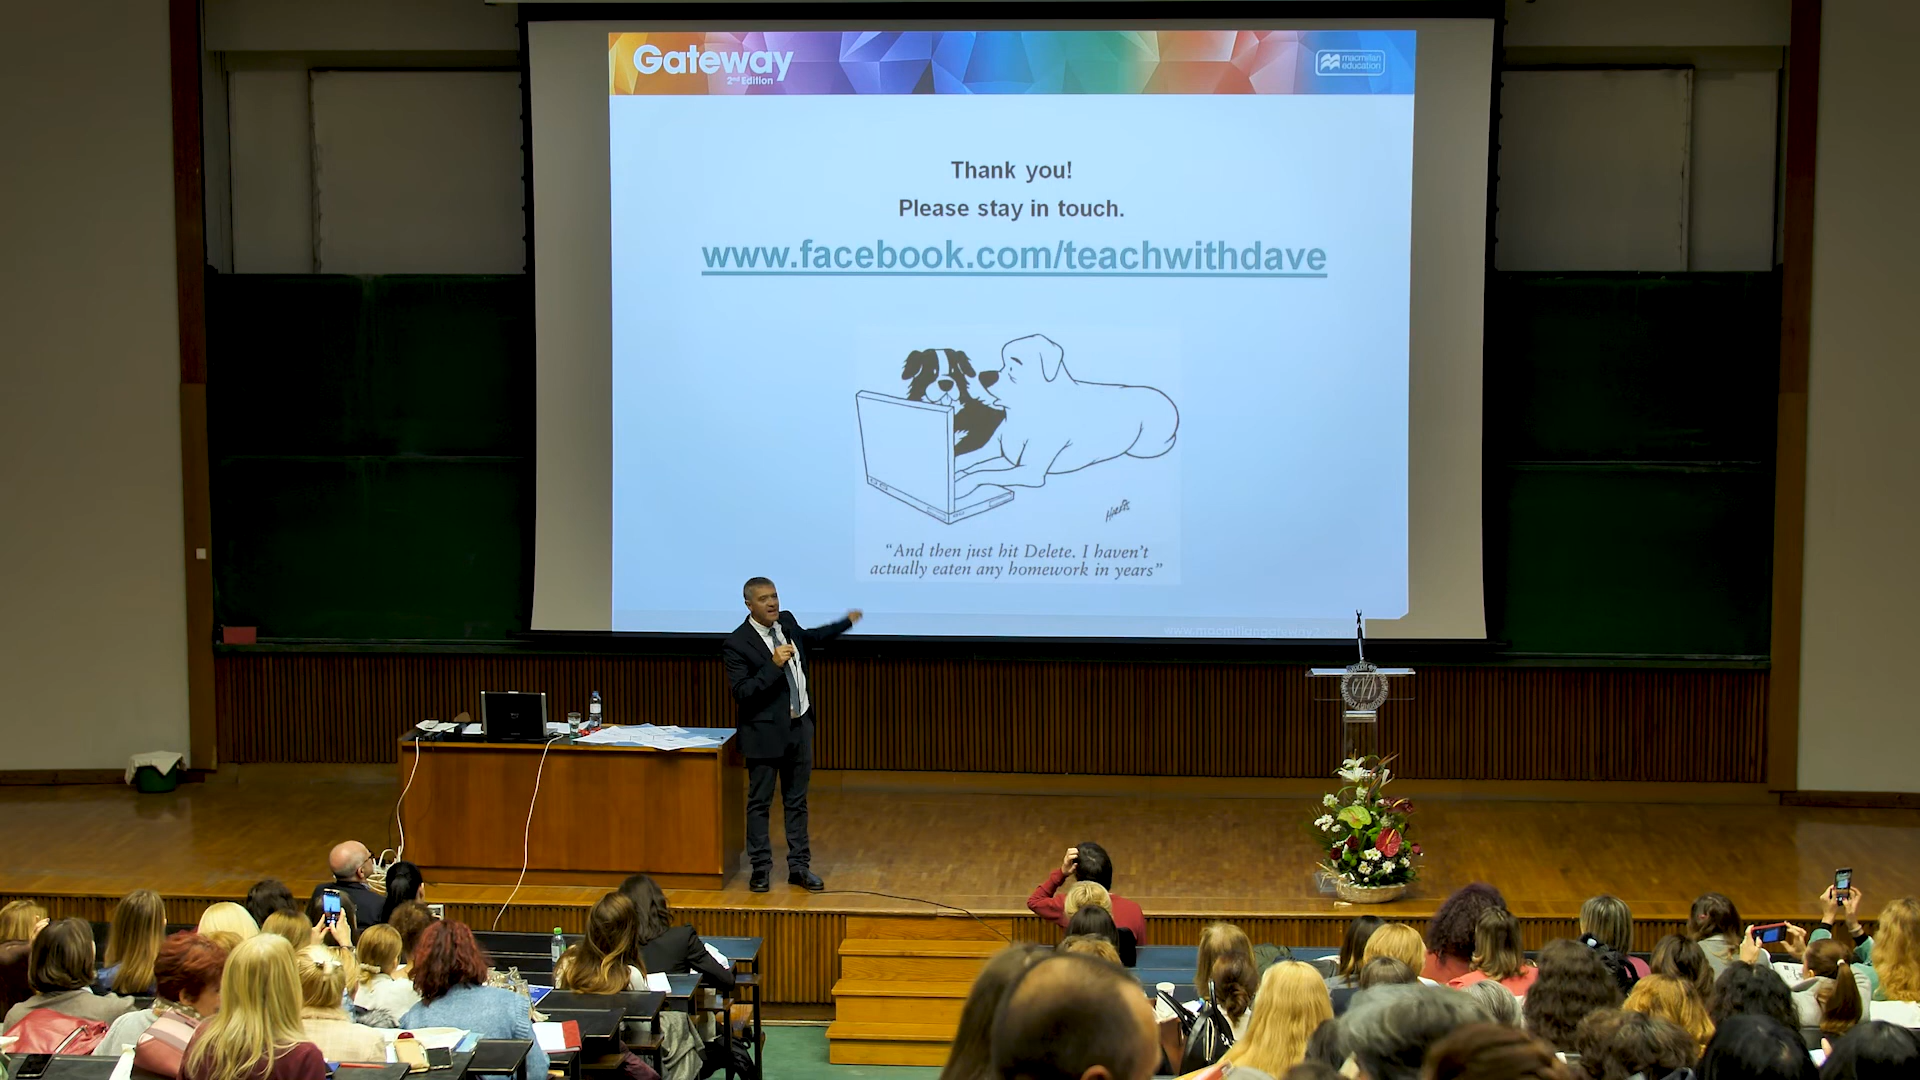 Gateway
2nd Edition
macmillan
education
Thank you!
Please stay in touch.
www.facebook.com/teachwithdave
“And then just hit Delete. I haven’t
actually eaten any homework in years”